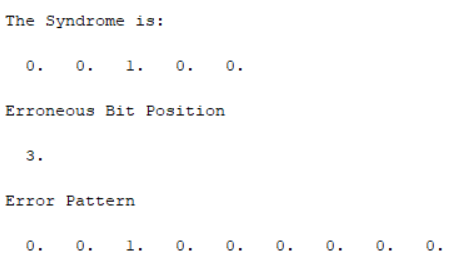 The Syndrome is:
0. 0. 1. 0. 0.
Erroneous Bit Position
3.
Error Pattern
0. 0. 1. 0. 0. 0. 0. 0. 0.